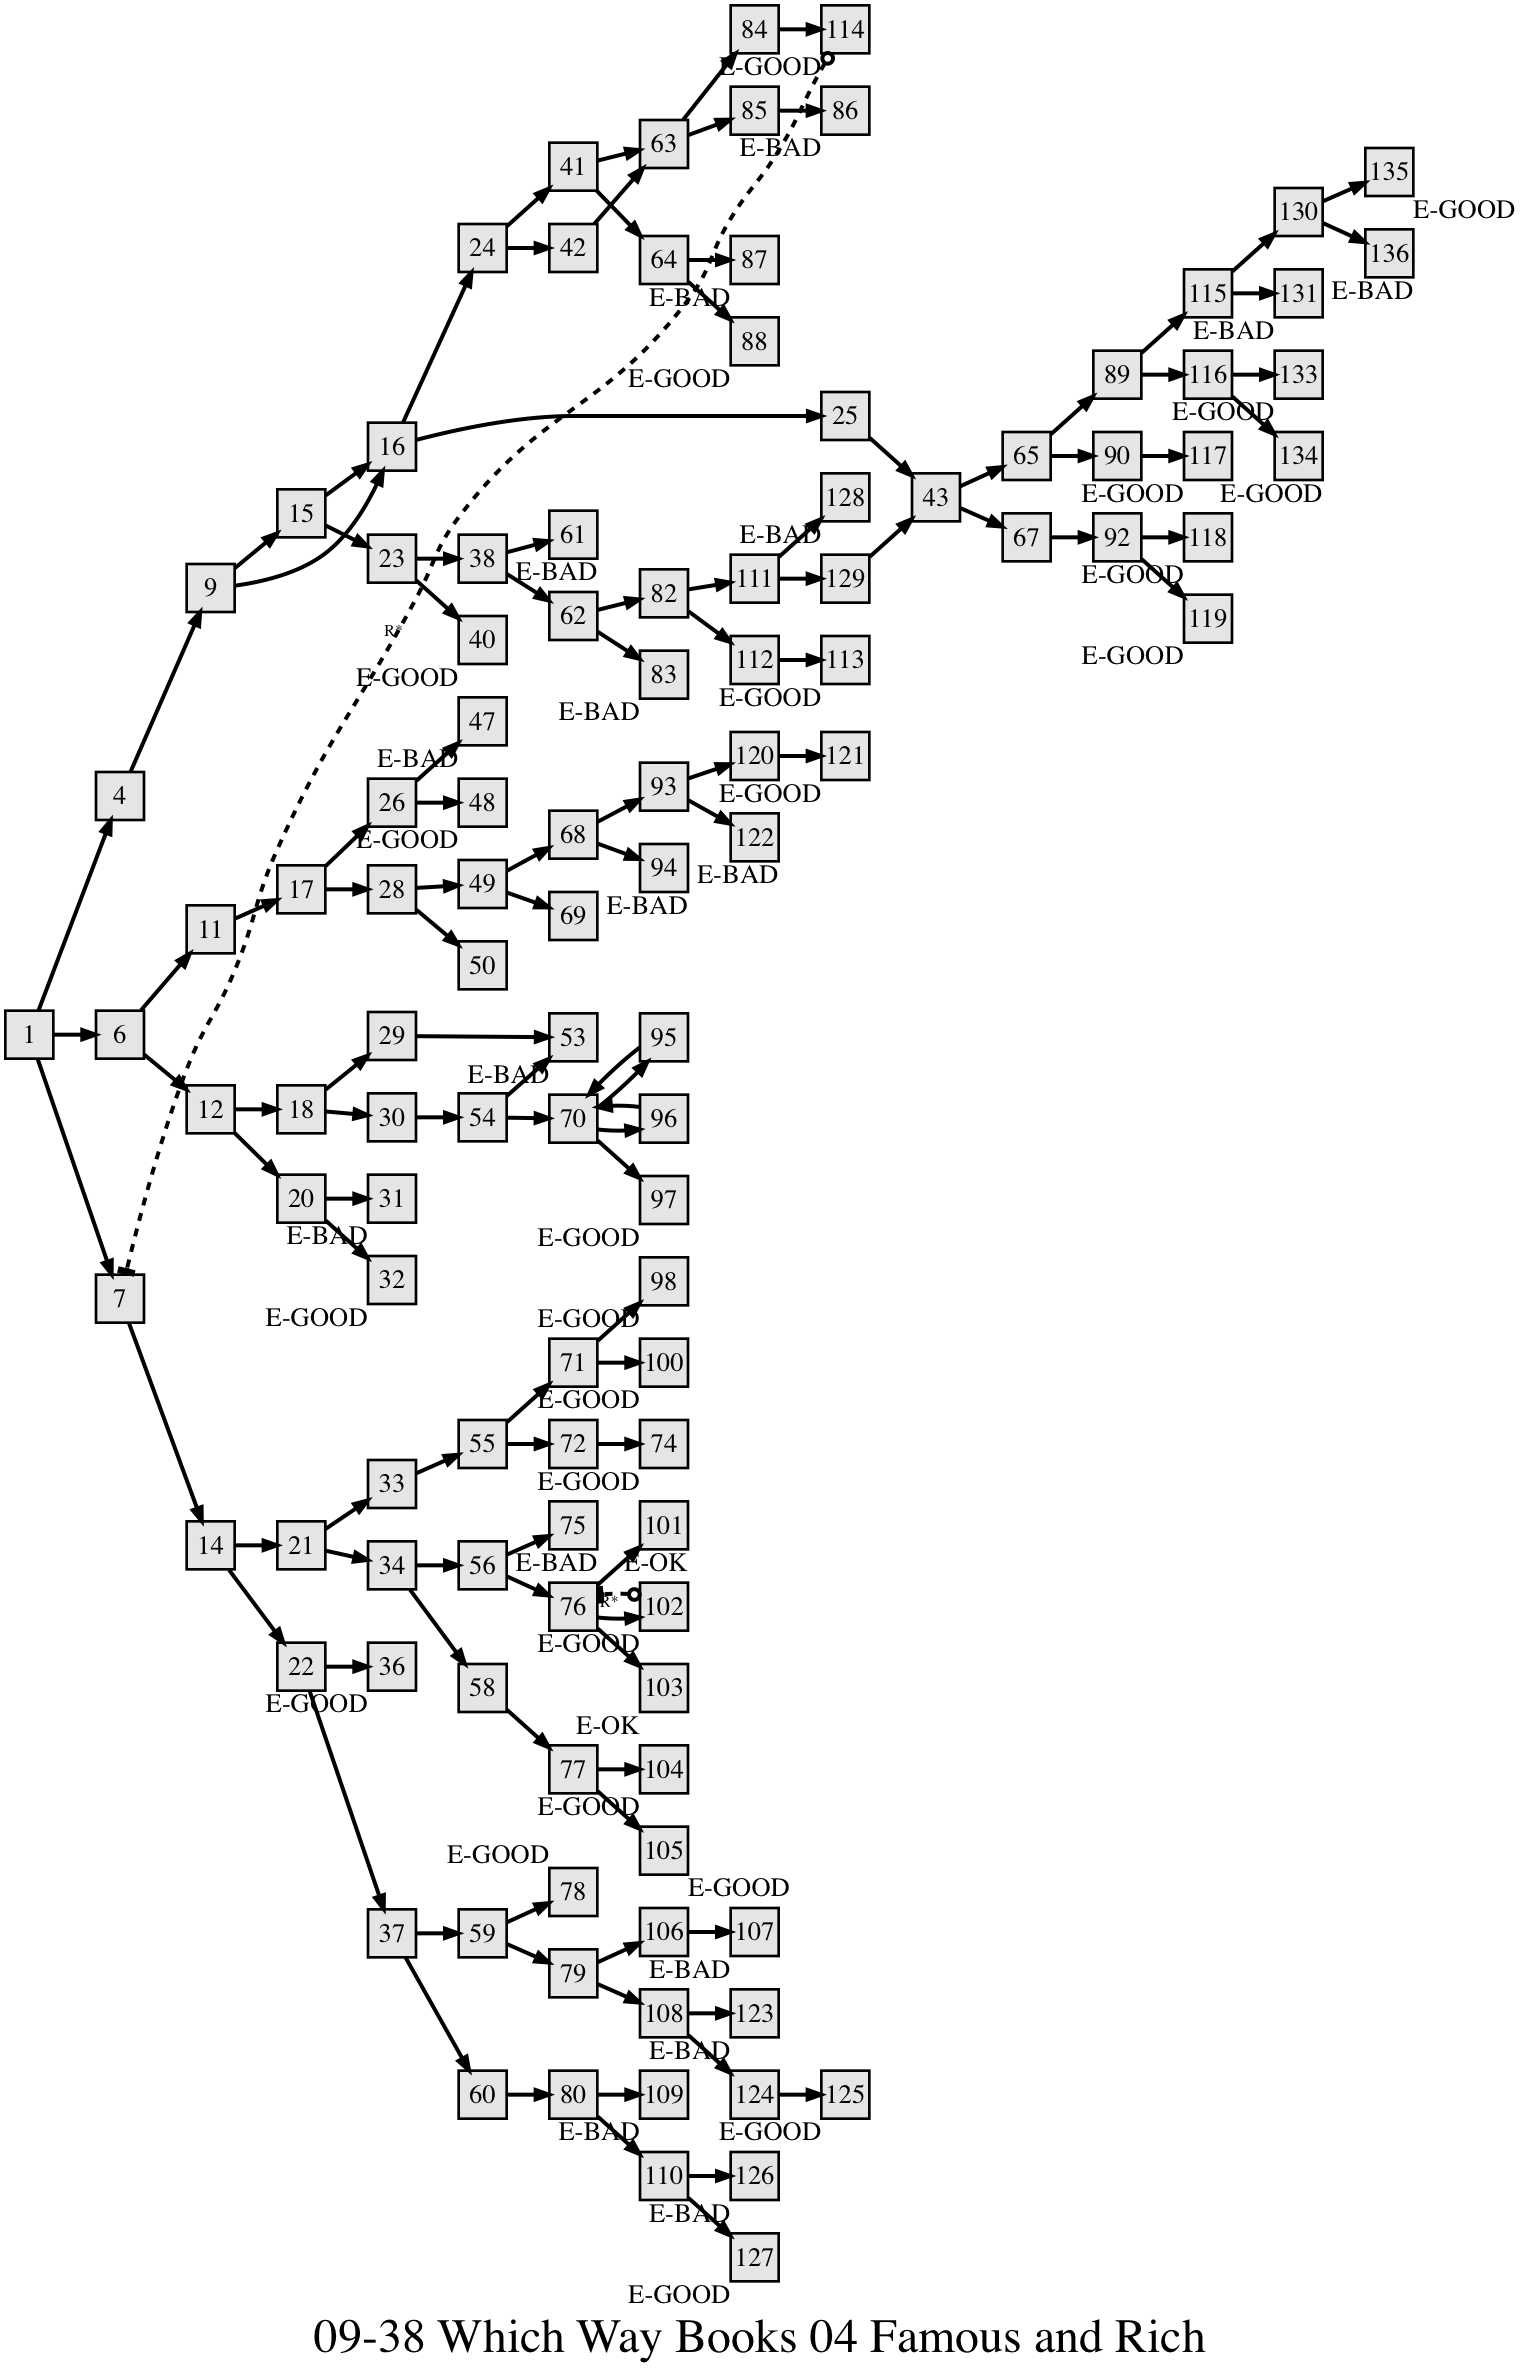 84 114
E-GOOD
85 86
E-BAD
63
41
135
E-GOOD
130
24 42 64 87
136
E-BAD
115 131 E-BAD
88
E-BAD
89 116 133
E-GOOD
25
E-GOOD
16
65 90 117 134
E-GOOD E-GOOD
15
128
43
E-BAD
61
67 92 118
23 38
E-BAD
111 129
E-GOOD
9
82
62
119
R*
40
E-GOOD
112 113
E-GOOD
83
E-GOOD
E-BAD
47
E-BAD
120 121
93
E-GOOD
4
26 48
68
122
E-GOOD
94
E-BAD
17 28 49
69
E-BAD
11
50
1 6
29 53 95
E-BAD
12 18 30 54 70 96
20 31 97
E-BAD
E-GOOD
7
32
98
E-GOOD
E-GOOD
71 100
E-GOOD
55 72 74
33
E-GOOD
75 101
14 21
34 56
E-BAD E-OK
76 102
R*
E-GOOD
22 36
58 103
E-GOOD
E-OK
77 104
E-GOOD
E-GOOD
105
78
E-GOOD
37 59
106 107
79
E-BAD
108 123
E-BAD
60 80 109 124 125
E-BAD E-GOOD
110 126
E-BAD
127
E-GOOD
09-38 Which Way Books 04 Famous and Rich